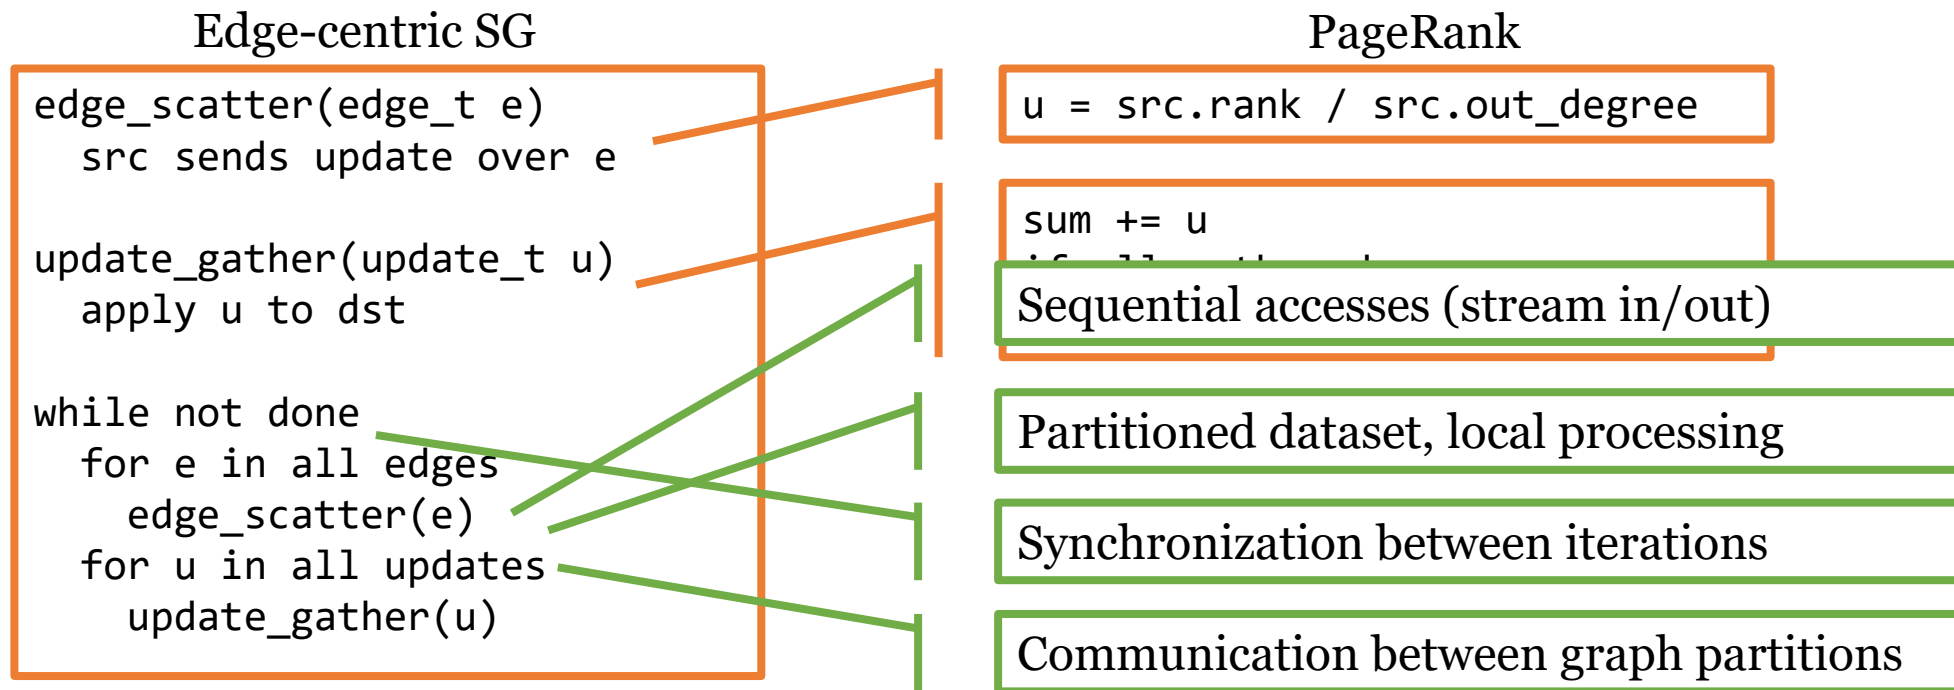 Edge-centric SG
edge_scatter(edge_t e)
src sends update over e
update_gather(update_t u)
apply u to dst
while not done
for e in all edges
edge_scatter(e)
for u in all updates
update_gather(u)
PageRank
u = src.rank / src.out_degree
sum += u
Sequential accesses (stream in/out)
Partitioned dataset, local processing
Synchronization between iterations
Communication between graph partitions